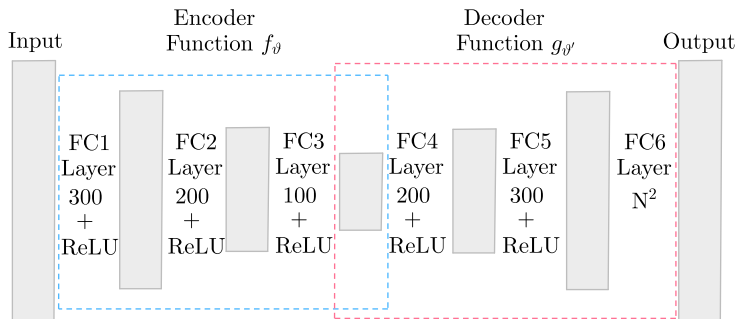 Encoder
Function f_ϑ
Decoder
Function g_ϑ′
Input
Output
FC1
Layer
300
+
ReLU
FC2
Layer
200
+
ReLU
FC3
Layer
100
+
ReLU
FC4
Layer
200
+
ReLU
FC5
Layer
300
+
ReLU
FC6
Layer
N²